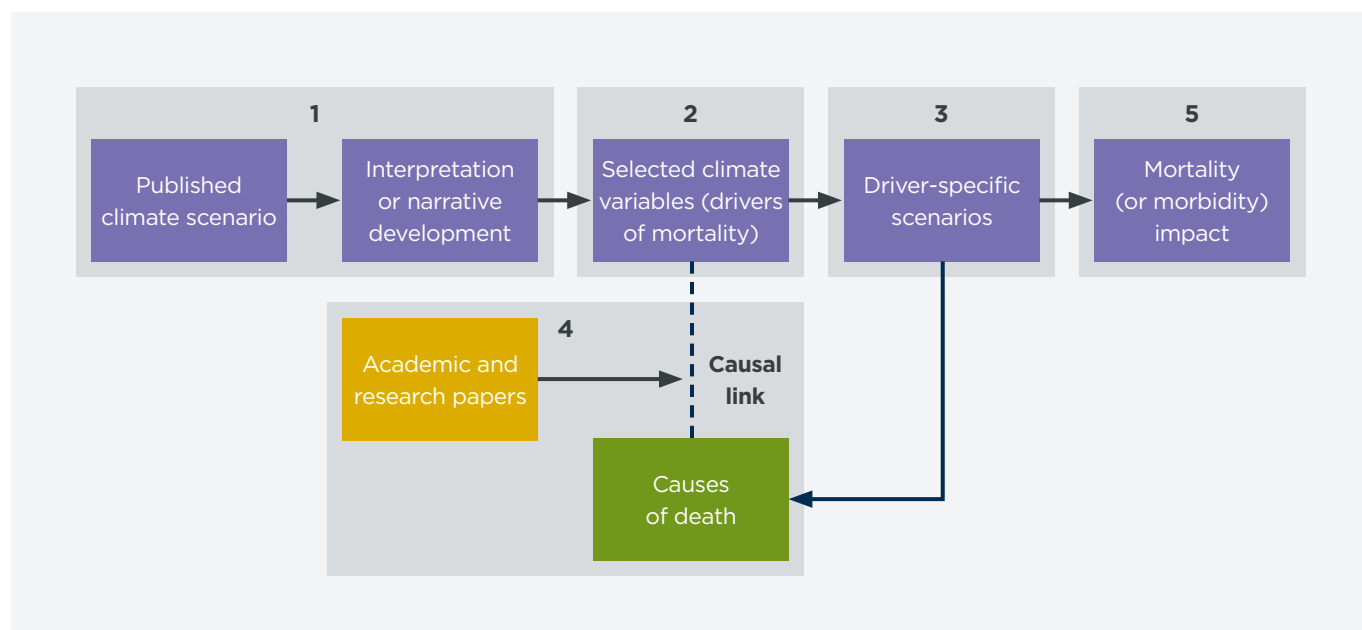 1
Published
climate scenario
Interpretation
or narrative
development
2
Selected climate
variables (drivers
of mortality)
3
Driver-specific
scenarios
5
Mortality
(or morbidity)
impact
4
Academic and
research papers
Causal
link
Causes
of death